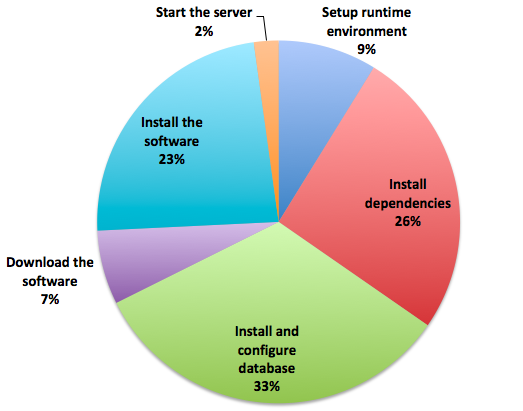 Start the server
2%
Setup runtime
environment
9%
Install the
software
23%
Install
dependencies
26%
Download the
software
7%
Install and
configure
database
33%